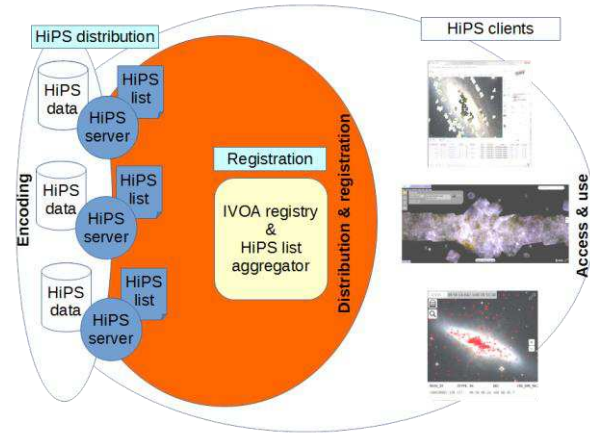 HiPS distribution
HiPS clients
HiPS
data
HiPS
list
HiPS
server
HiPS
data
HiPS
list
HiPS
server
HiPS
data
HiPS
list
HiPS
server
Encoding
Registration
IVOA registry
&
HiPS list
aggregator
Distribution & registration
Access & use